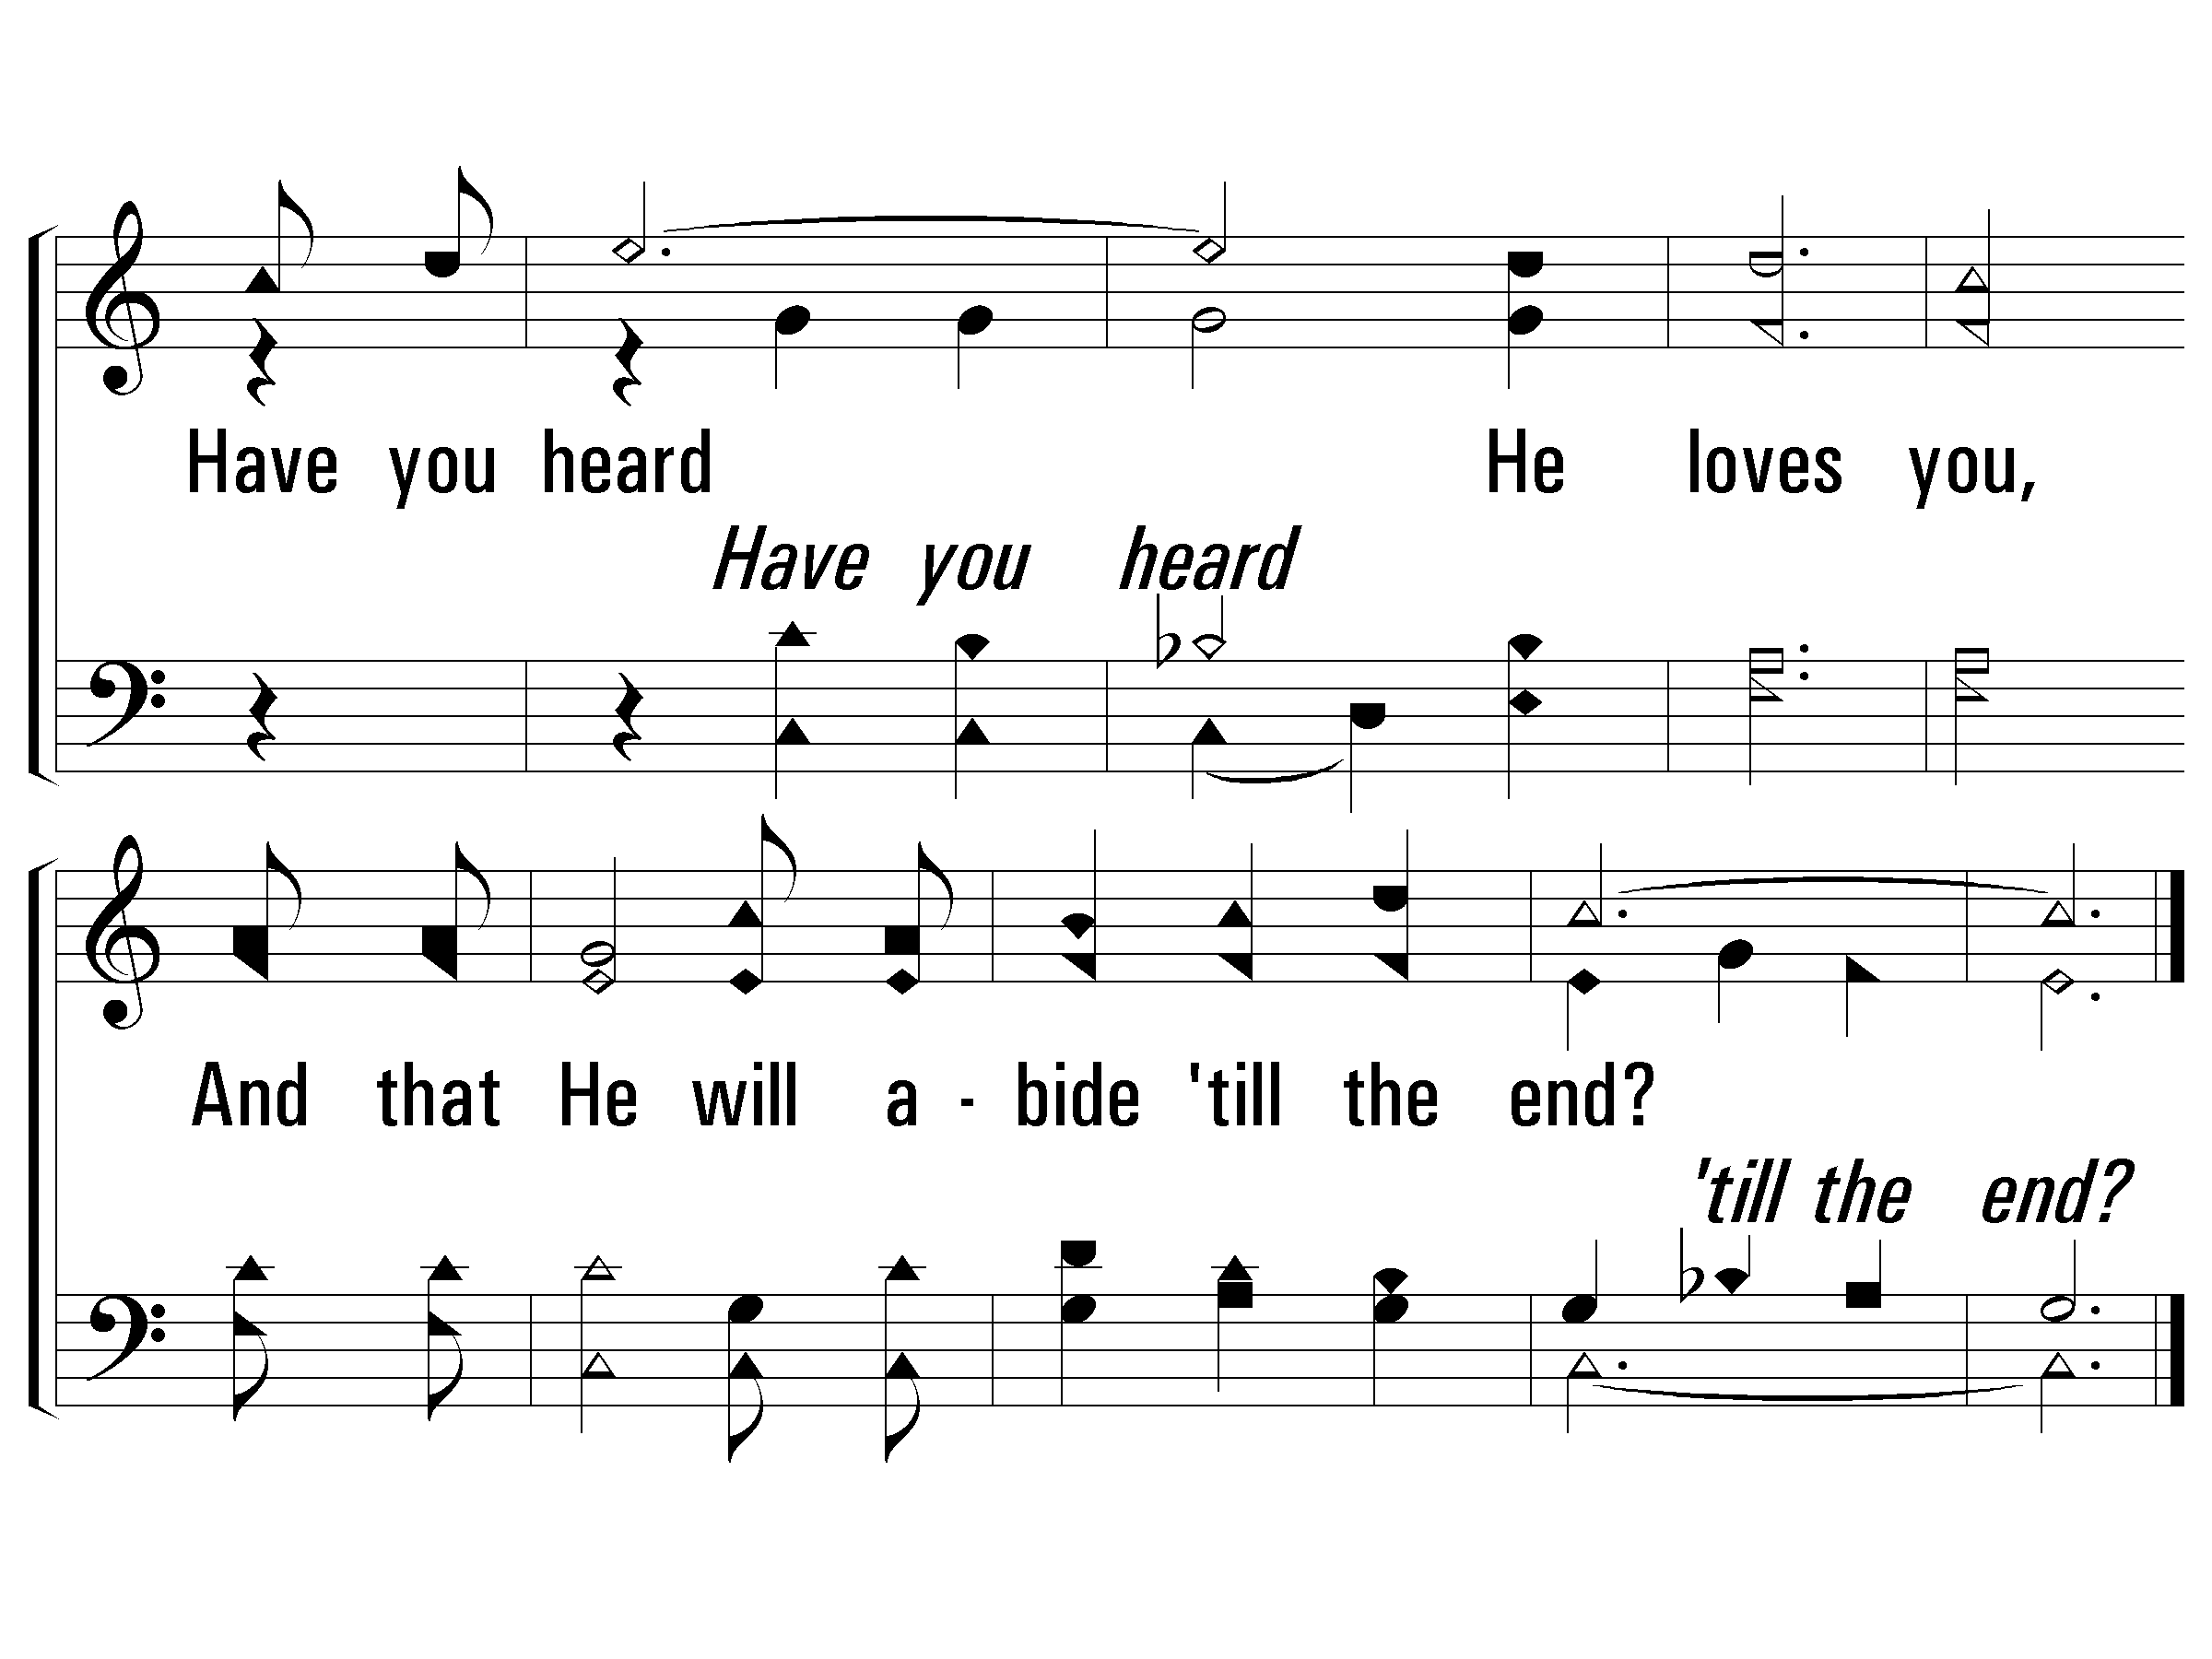 Have you heard He loves you,
Have you heard
And that He will a - bide 'till the end?
'till the end?